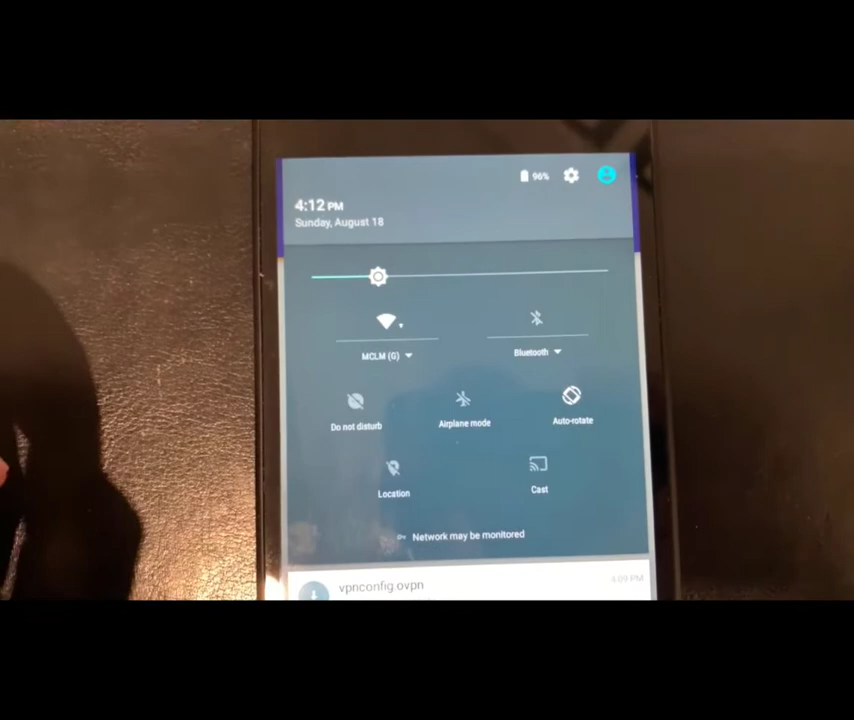 96%
4:12 PM
Sunday, August 18
MCLM (G)
Bluetooth
Do not disturb
Airplane mode
Auto-rotate
Location
Cast
Network may be monitored
vpnconfig.ovpn
4:09 PM